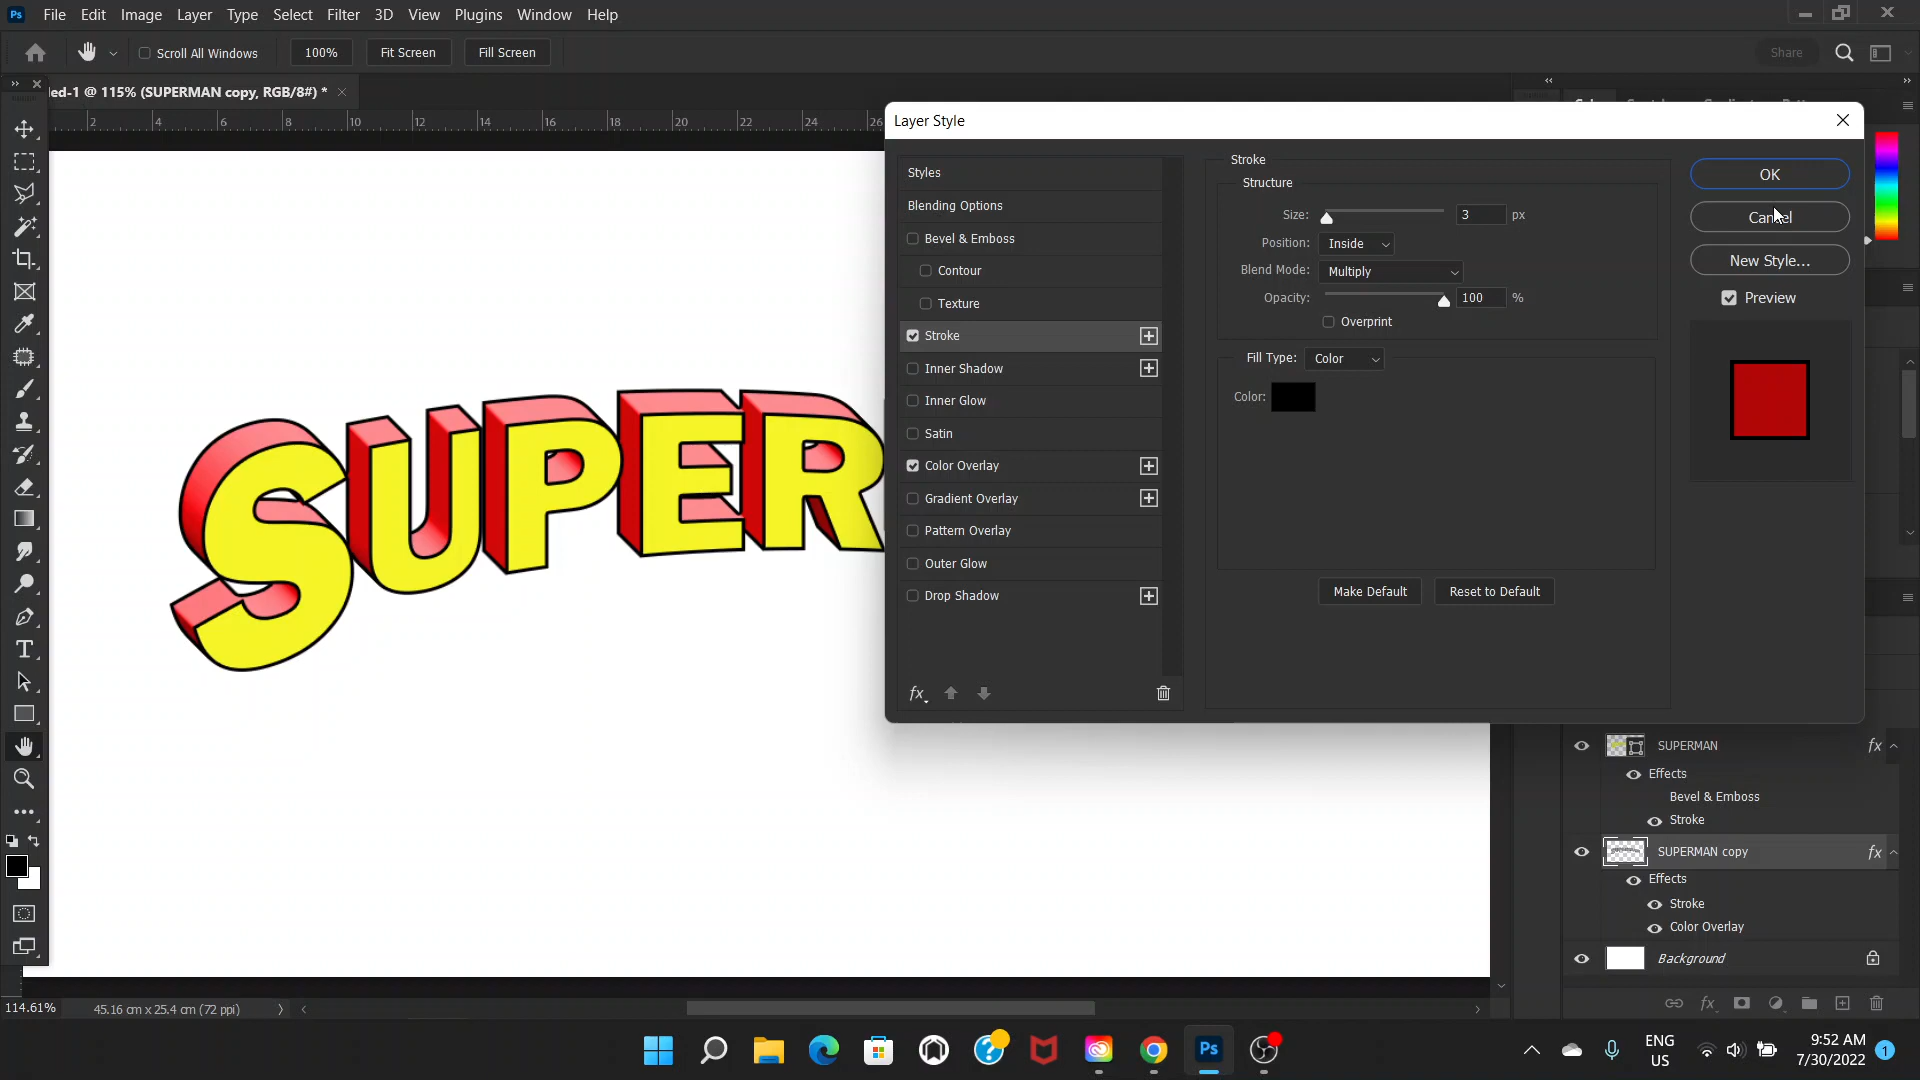 Ps File Edit Image Layer Type Select Filter 3D View Plugins Window Help
Scroll All Windows 100% Fit Screen Fill Screen Share
ed-1 @ 115% (SUPERMAN copy, RGB/8#) *
2 4 6 8 10 12 14 16 18 20 22 24 26
Layer Style
Styles
Blending Options
Bevel & Emboss
Contour
Texture
Stroke
Inner Shadow
Inner Glow
Satin
Color Overlay
Gradient Overlay
Pattern Overlay
Outer Glow
Drop Shadow
fx
Stroke
Structure
Size: 3 px
Position: Inside
Blend Mode: Multiply
Opacity: 100 %
Overprint
Fill Type: Color
Color:
Make Default Reset to Default
OK
Cancel
New Style...
Preview
SUPER
SUPERMAN fx
Effects
Bevel & Emboss
Stroke
SUPERMAN copy fx
Effects
Stroke
Color Overlay
Background
fx
114.61% 45.16 cm x 25.4 cm (72 ppi)
Ps
ENG
US
9:52 AM
7/30/2022
1